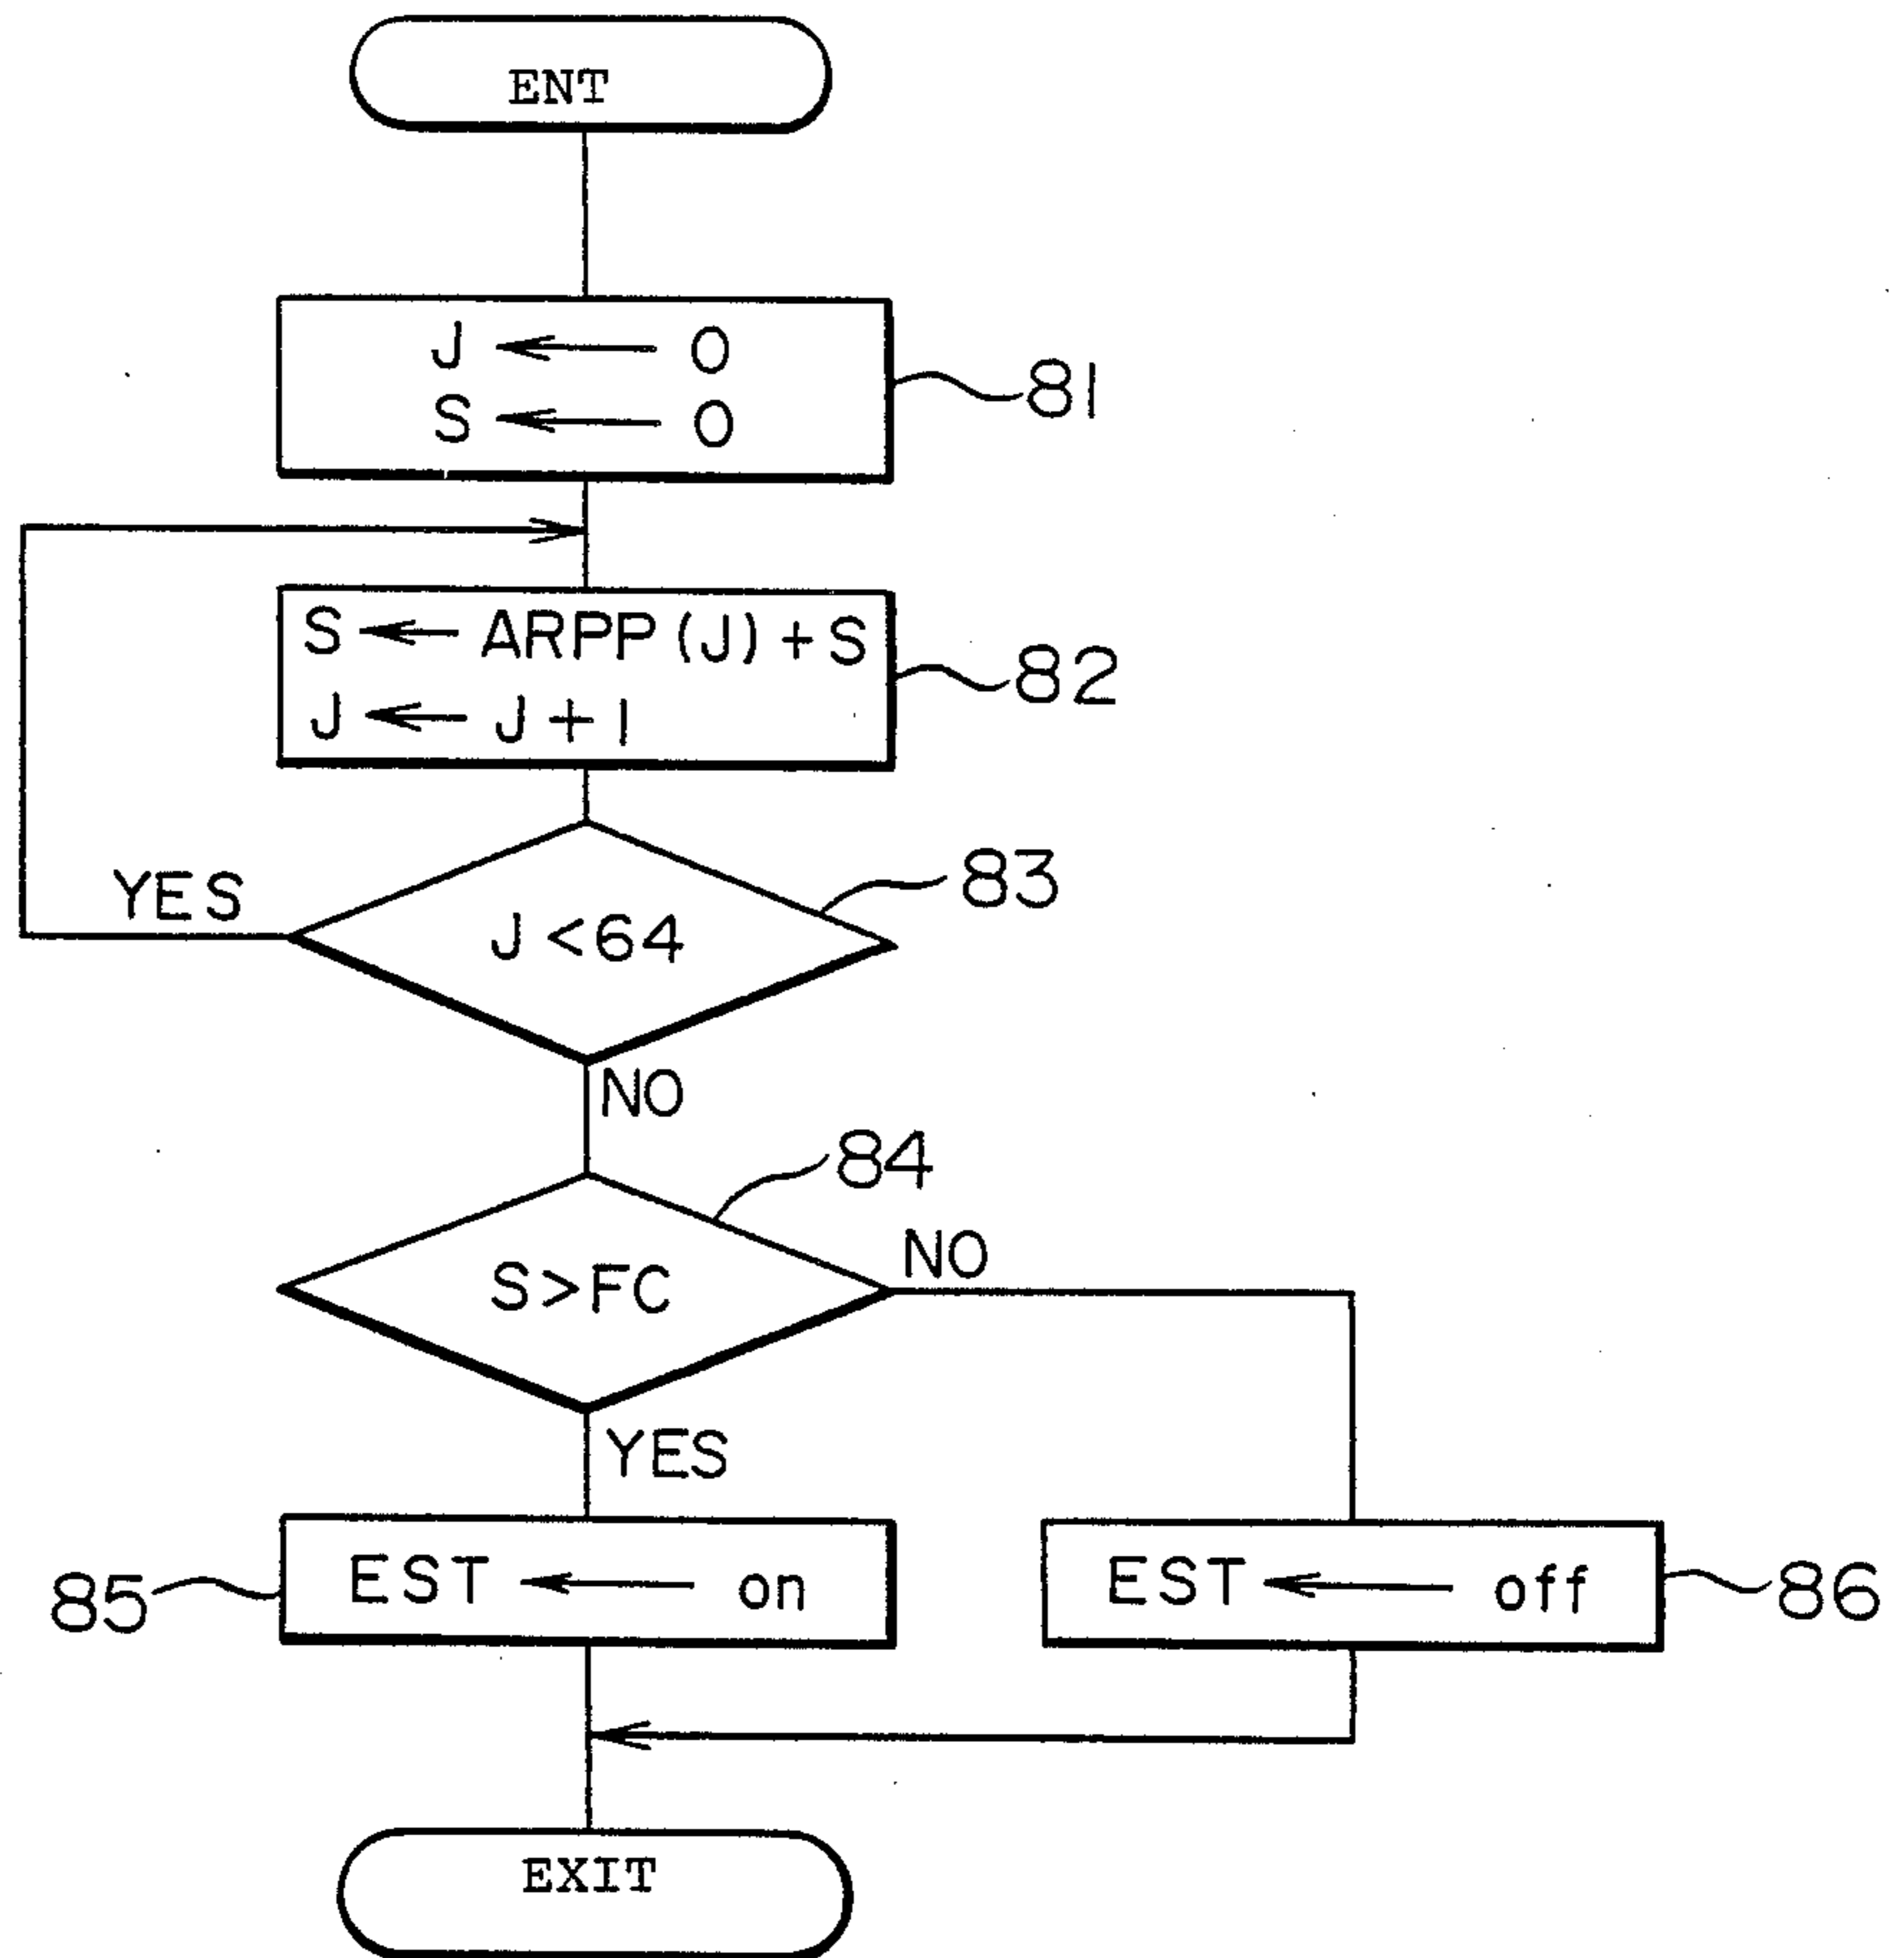 ENT
J ← 0
S ← 0
81
S ← ARPP(J)+S
J ← J+1
82
83
YES
J<64
NO
84
S>FC
NO
YES
85
EST ← on
EST ← off
86
EXIT